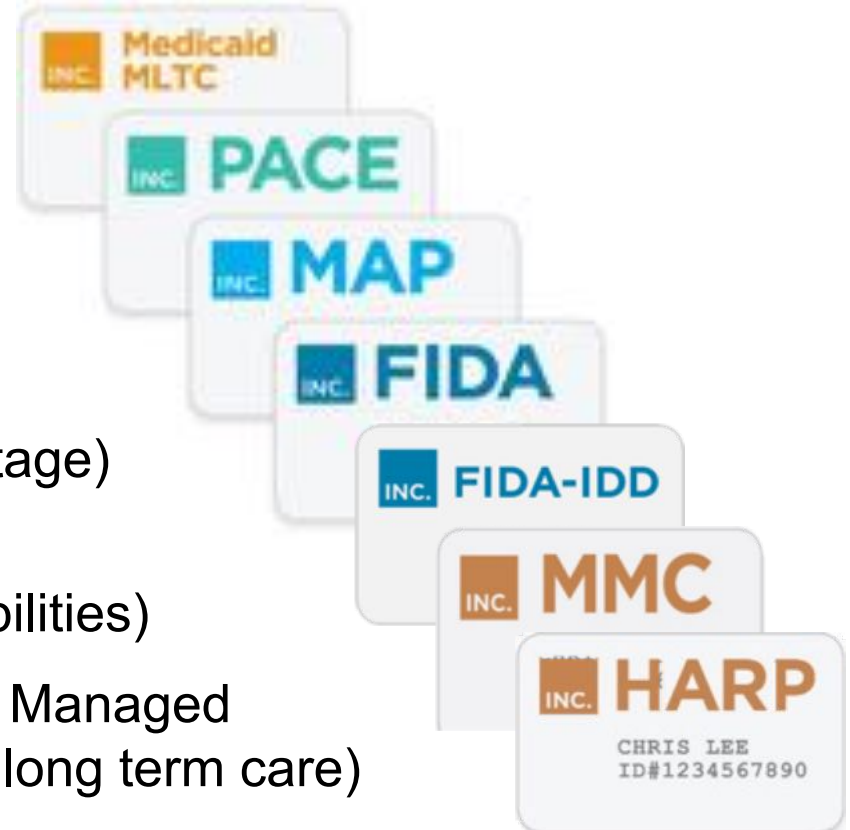 INC. Medicaid
MLTC
INC. PACE
INC. MAP
INC. FIDA
tage)
INC. FIDA-IDD
bilities)
INC. MMC
Managed
long term care)
INC. HARP
CHRIS LEE
ID#1234567890